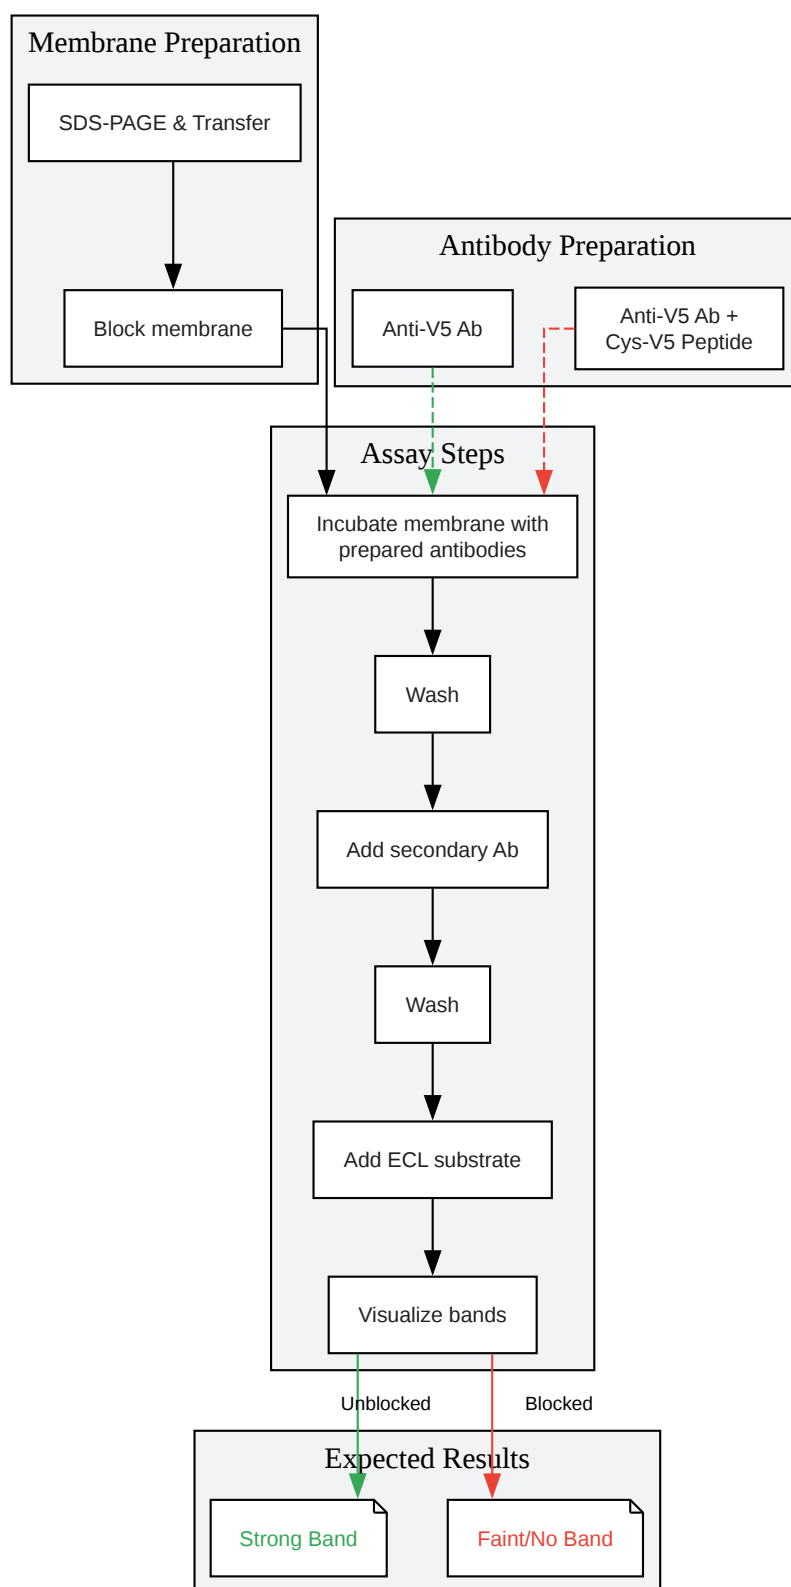 Membrane Preparation
SDS-PAGE & Transfer
Block membrane
Antibody Preparation
Anti-V5 Ab
Anti-V5 Ab +
Cys-V5 Peptide
Assay Steps
Incubate membrane with
prepared antibodies
Wash
Add secondary Ab
Wash
Add ECL substrate
Visualize bands
Unblocked
Blocked
Expected Results
Strong Band
Faint/No Band